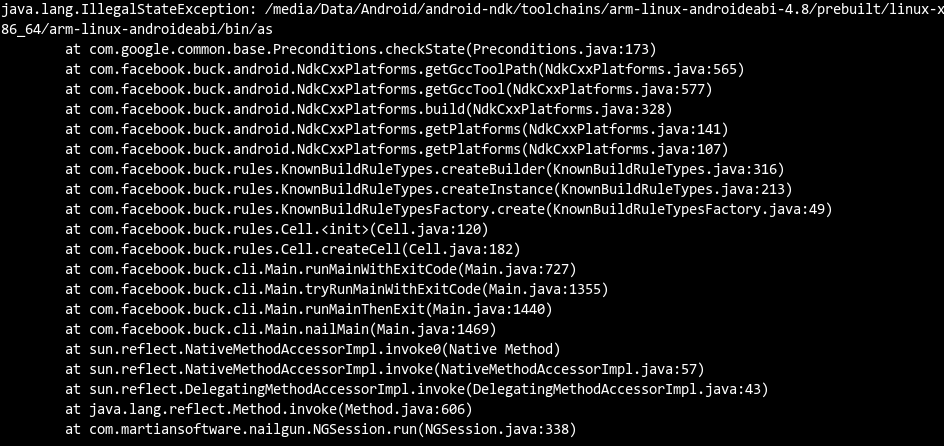 java.lang.IllegalStateException: /media/Data/Android/android-ndk/toolchains/arm-linux-androideabi-4.8/prebuilt/linux-x
86_64/arm-linux-androideabi/bin/as
        at com.google.common.base.Preconditions.checkState(Preconditions.java:173)
        at com.facebook.buck.android.NdkCxxPlatforms.getGccToolPath(NdkCxxPlatforms.java:565)
        at com.facebook.buck.android.NdkCxxPlatforms.getGccTool(NdkCxxPlatforms.java:577)
        at com.facebook.buck.android.NdkCxxPlatforms.build(NdkCxxPlatforms.java:328)
        at com.facebook.buck.android.NdkCxxPlatforms.getPlatforms(NdkCxxPlatforms.java:141)
        at com.facebook.buck.android.NdkCxxPlatforms.getPlatforms(NdkCxxPlatforms.java:107)
        at com.facebook.buck.rules.KnownBuildRuleTypes.createBuilder(KnownBuildRuleTypes.java:316)
        at com.facebook.buck.rules.KnownBuildRuleTypes.createInstance(KnownBuildRuleTypes.java:213)
        at com.facebook.buck.rules.KnownBuildRuleTypesFactory.create(KnownBuildRuleTypesFactory.java:49)
        at com.facebook.buck.rules.Cell.<init>(Cell.java:120)
        at com.facebook.buck.rules.Cell.createCell(Cell.java:182)
        at com.facebook.buck.cli.Main.runMainWithExitCode(Main.java:727)
        at com.facebook.buck.cli.Main.tryRunMainWithExitCode(Main.java:1355)
        at com.facebook.buck.cli.Main.runMainThenExit(Main.java:1440)
        at com.facebook.buck.cli.Main.nailMain(Main.java:1469)
        at sun.reflect.NativeMethodAccessorImpl.invoke0(Native Method)
        at sun.reflect.NativeMethodAccessorImpl.invoke(NativeMethodAccessorImpl.java:57)
        at sun.reflect.DelegatingMethodAccessorImpl.invoke(DelegatingMethodAccessorImpl.java:43)
        at java.lang.reflect.Method.invoke(Method.java:606)
        at com.martiansoftware.nailgun.NGSession.run(NGSession.java:338)